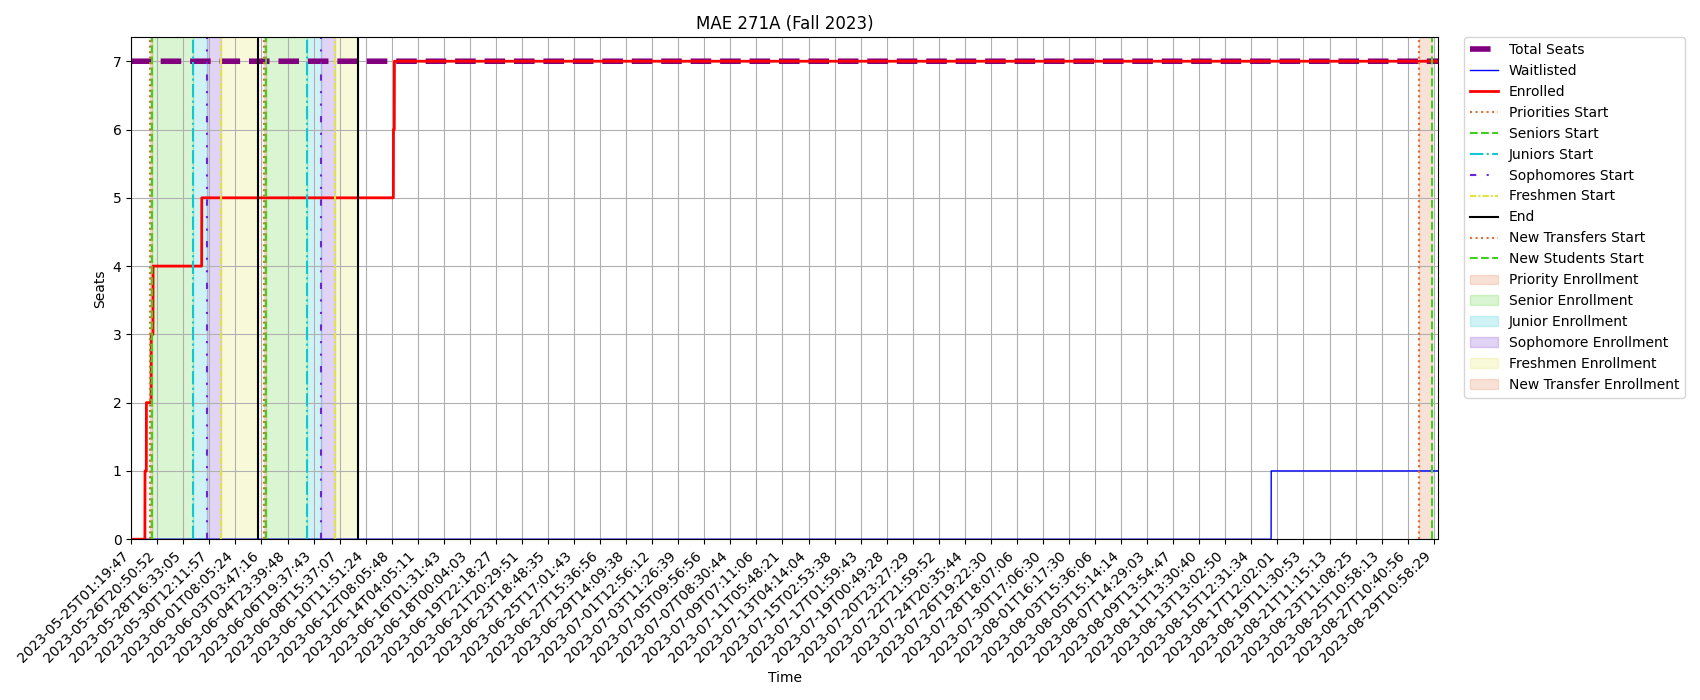 MAE 271A (Fall 2023)
Seats
7
6
5
4
3
2
1
0
2023-05-25T01:19:47
2023-05-26T20:50:52
2023-05-28T16:33:05
2023-05-30T12:11:57
2023-06-01T08:05:24
2023-06-03T03:47:16
2023-06-04T23:39:48
2023-06-06T19:37:43
2023-06-08T15:37:07
2023-06-10T11:51:24
2023-06-12T08:05:48
2023-06-14T04:05:11
2023-06-16T01:31:43
2023-06-18T00:04:03
2023-06-19T22:18:27
2023-06-21T20:29:51
2023-06-23T18:48:35
2023-06-25T17:01:43
2023-06-27T15:36:56
2023-06-29T14:09:38
2023-07-01T12:56:12
2023-07-03T11:26:39
2023-07-05T09:56:56
2023-07-07T08:30:44
2023-07-09T07:11:06
2023-07-11T05:48:21
2023-07-13T04:14:04
2023-07-15T02:53:38
2023-07-17T01:59:43
2023-07-19T00:49:28
2023-07-20T23:27:29
2023-07-22T21:59:52
2023-07-24T20:35:44
2023-07-26T19:22:30
2023-07-28T18:07:06
2023-07-30T17:06:30
2023-08-01T16:17:30
2023-08-03T15:36:06
2023-08-05T15:14:14
2023-08-07T14:29:03
2023-08-09T13:54:47
2023-08-11T13:30:40
2023-08-13T13:02:50
2023-08-15T12:31:34
2023-08-17T12:02:01
2023-08-19T11:30:53
2023-08-21T11:15:13
2023-08-23T11:08:25
2023-08-25T10:58:13
2023-08-27T10:40:56
2023-08-29T10:58:29
Time
Total Seats
Waitlisted
Enrolled
Priorities Start
Seniors Start
Juniors Start
Sophomores Start
Freshmen Start
End
New Transfers Start
New Students Start
Priority Enrollment
Senior Enrollment
Junior Enrollment
Sophomore Enrollment
Freshmen Enrollment
New Transfer Enrollment